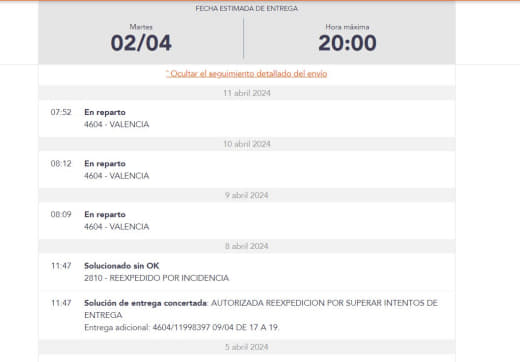 FECHA ESTIMADA DE ENTREGA
Martes
02/04
Hora máxima
20:00
ˆ Ocultar el seguimiento detallado del envío
11 abril 2024
07:52 En reparto
4604 - VALENCIA
10 abril 2024
08:12 En reparto
4604 - VALENCIA
9 abril 2024
08:09 En reparto
4604 - VALENCIA
8 abril 2024
11:47 Solucionado sin OK
2810 - REEXPEDIDO POR INCIDENCIA
11:47 Solución de entrega concertada: AUTORIZADA REEXPEDICION POR SUPERAR INTENTOS DE
ENTREGA
Entrega adicional: 4604/11998397 09/04 DE 17 A 19.
5 abril 2024